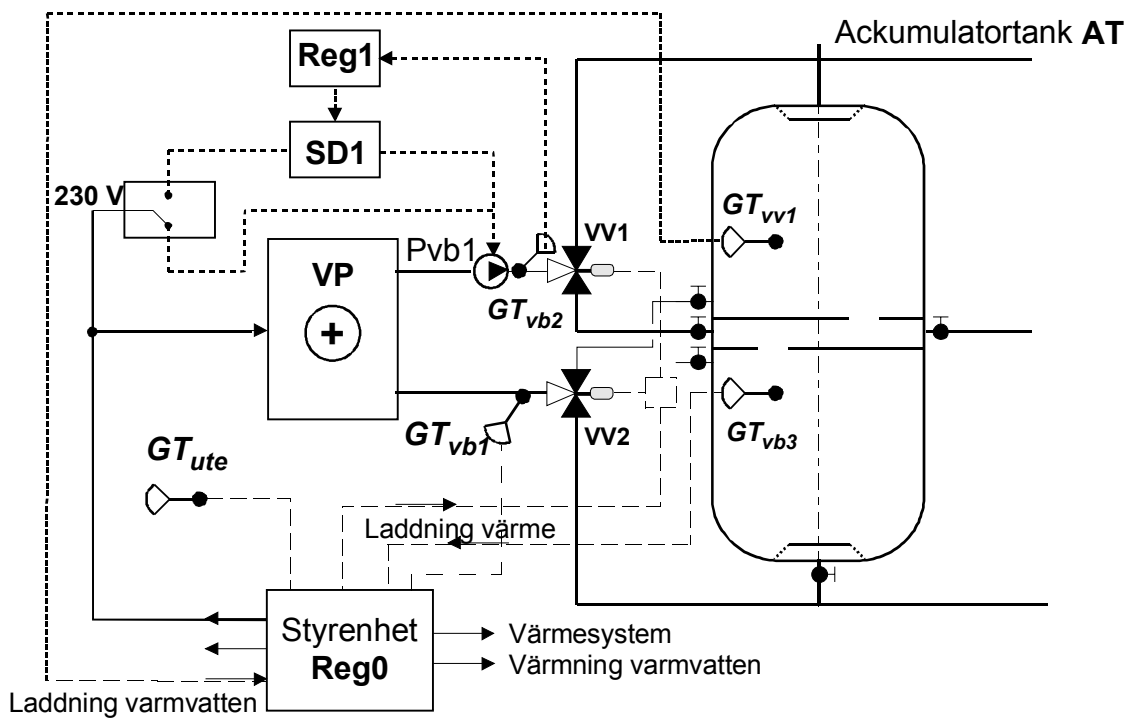 Ackumulatortank AT
Reg1
SD1
230 V
GTvv1
Pvb1
VV1
VP
+
GTvb2
GTvb1
VV2
GTvb3
GTute
Laddning värme
Styrenhet
Reg0
Värmesystem
Värmning varmvatten
Laddning varmvatten